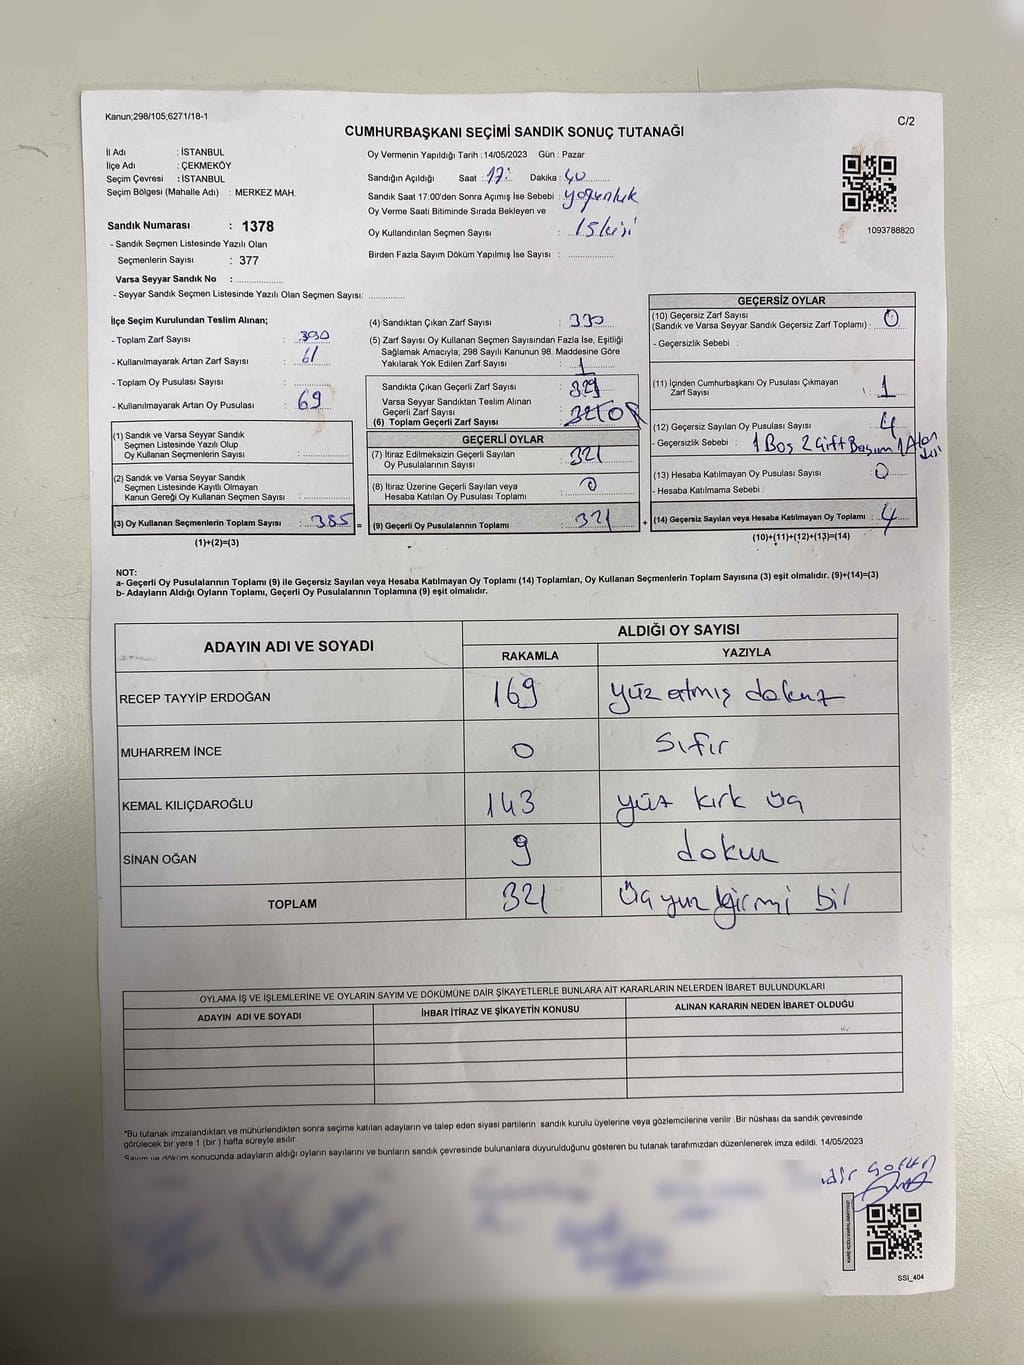 Kanun;298/105;6271/18-1
C/2
CUMHURBAŞKANI SEÇİMİ SANDIK SONUÇ TUTANAĞI
İl Adı : İSTANBUL
İlçe Adı : ÇEKMEKÖY
Seçim Çevresi : İSTANBUL
Seçim Bölgesi (Mahalle Adı) : MERKEZ MAH.
Sandık Numarası : 1378
- Sandık Seçmen Listesinde Yazılı Olan
Seçmenlerin Sayısı : 377
Varsa Seyyar Sandık No :
- Seyyar Sandık Seçmen Listesinde Yazılı Olan Seçmen Sayısı:
Oy Vermenin Yapıldığı Tarih : 14/05/2023 Gün : Pazar
Sandığın Açıldığı Saat : 17: Dakika : 40
Sandık Saat 17:00'den Sonra Açımış İse Sebebi : yoğunluk
Oy Verme Saati Bitiminde Sırada Bekleyen ve
Oy Kullandırılan Seçmen Sayısı : 15 kişi
Birden Fazla Sayım Döküm Yapılmış İse Sayısı :
1093788820
İlçe Seçim Kurulundan Teslim Alınan;
- Toplam Zarf Sayısı : 390
- Kullanılmayarak Artan Zarf Sayısı : 61
- Toplam Oy Pusulası Sayısı :
- Kullanılmayarak Artan Oy Pusulası : 69
(1) Sandık ve Varsa Seyyar Sandık
Seçmen Listesinde Yazılı Olup
Oy Kullanan Seçmenlerin Sayısı :
(2) Sandık ve Varsa Seyyar Sandık
Seçmen Listesinde Kayıtlı Olmayan
Kanun Gereği Oy Kullanan Seçmen Sayısı :
(3) Oy Kullanan Seçmenlerin Toplam Sayısı : 385 =
(1)+(2)=(3)
(4) Sandıktan Çıkan Zarf Sayısı : 330
(5) Zarf Sayısı Oy Kullanan Seçmen Sayısından Fazla İse, Eşitliği
Sağlamak Amacıyla; 298 Sayılı Kanunun 98. Maddesine Göre
Yakılarak Yok Edilen Zarf Sayısı : 1
Sandıkta Çıkan Geçerli Zarf Sayısı : 329
Varsa Seyyar Sandıktan Teslim Alınan
Geçerli Zarf Sayısı :
(6) Toplam Geçerli Zarf Sayısı :
GEÇERLİ OYLAR
(7) İtiraz Edilmeksizin Geçerli Sayılan
Oy Pusulalarının Sayısı : 321
(8) İtiraz Üzerine Geçerli Sayılan ve
Hesaba Katılan Oy Pusulası Toplamı : 0
(9) Geçerli Oy Pusulalarının Toplamı : 321 +
GEÇERSİZ OYLAR
(10) Geçersiz Zarf Sayısı
(Sandık ve Varsa Seyyar Sandık Geçersiz Zarf Toplamı) : 0
- Geçersizlik Sebebi :
(11) İçinden Cumhurbaşkanı Oy Pusulası Çıkmayan
Zarf Sayısı : 1
(12) Geçersiz Sayılan Oy Pusulası Sayısı : 4
- Geçersizlik Sebebi : 1 Boş 2 Çift Basım 1 Alan
(13) Hesaba Katılmayan Oy Pusulası Sayısı : 0
- Hesaba Katılmama Sebebi :
(14) Geçersiz Sayılan veya Hesaba Katılmayan Oy Toplamı : 4
(10)+(11)+(12)+(13)=(14)
NOT:
a- Geçerli Oy Pusulalarının Toplamı (9) ile Geçersiz Sayılan veya Hesaba Katılmayan Oy Toplamı (14) Toplamları, Oy Kullanan Seçmenlerin Toplam Sayısına (3) eşit olmalıdır. (9)+(14)=(3)
b- Adayların Aldığı Oyların Toplamı, Geçerli Oy Pusulalarının Toplamına (9) eşit olmalıdır.
ADAYIN ADI VE SOYADI
ALDIĞI OY SAYISI
RAKAMLA YAZIYLA
RECEP TAYYİP ERDOĞAN 169 yüz atmış dokuz
MUHARREM İNCE 0 Sıfır
KEMAL KILIÇDAROĞLU 143 yüz kırk üç
SİNAN OĞAN 9 dokuz
TOPLAM 321 Üç yuz yirmi bir
OYLAMA İŞ VE İŞLEMLERİNE VE OYLARIN SAYIM VE DÖKÜMÜNE DAİR ŞİKAYETLERLE BUNLARA AİT KARARLARIN NELERDEN İBARET BULUNDUKLARI
ADAYIN ADI VE SOYADI İHBAR İTİRAZ VE ŞİKAYETİN KONUSU ALINAN KARARIN NEDEN İBARET OLDUĞU
*Bu tutanak imzalandıktan ve mühürlendikten sonra seçime katılan adayların ve talep eden siyasi partilerin sandık kurulu üyelerine veya gözlemcilerine verilir .Bir nüshası da sandık çevresinde
görülecek bir yere 1 (bir ) hafta süreyle asılır.
Sayım ve döküm sonucunda adayların aldığı oyların sayılarını ve bunların sandık çevresinde bulunanlara duyurulduğunu gösteren bu tutanak tarafımızdan düzenlenerek imza edildi. 14/05/2023
KARE KODU KARALAMAYINIZ!
SSI_404